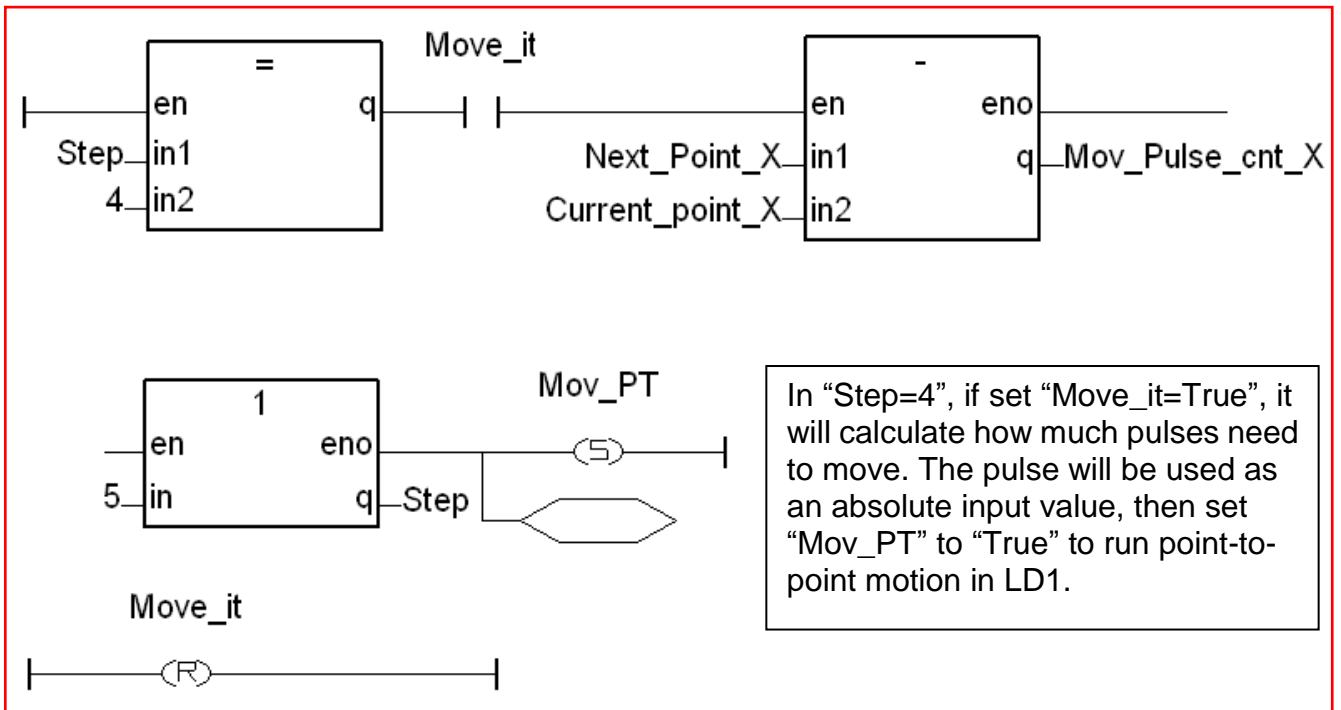 Move_it
= -
en q en eno
Step in1 Next_Point_X in1 q Mov_Pulse_cnt_X
4 in2 Current_point_X in2
Mov_PT
1
en eno (S)
5 in q Step
In “Step=4”, if set “Move_it=True”, it
will calculate how much pulses need
to move. The pulse will be used as
an absolute input value, then set
“Mov_PT” to “True” to run point-to-
point motion in LD1.
Move_it
(R)